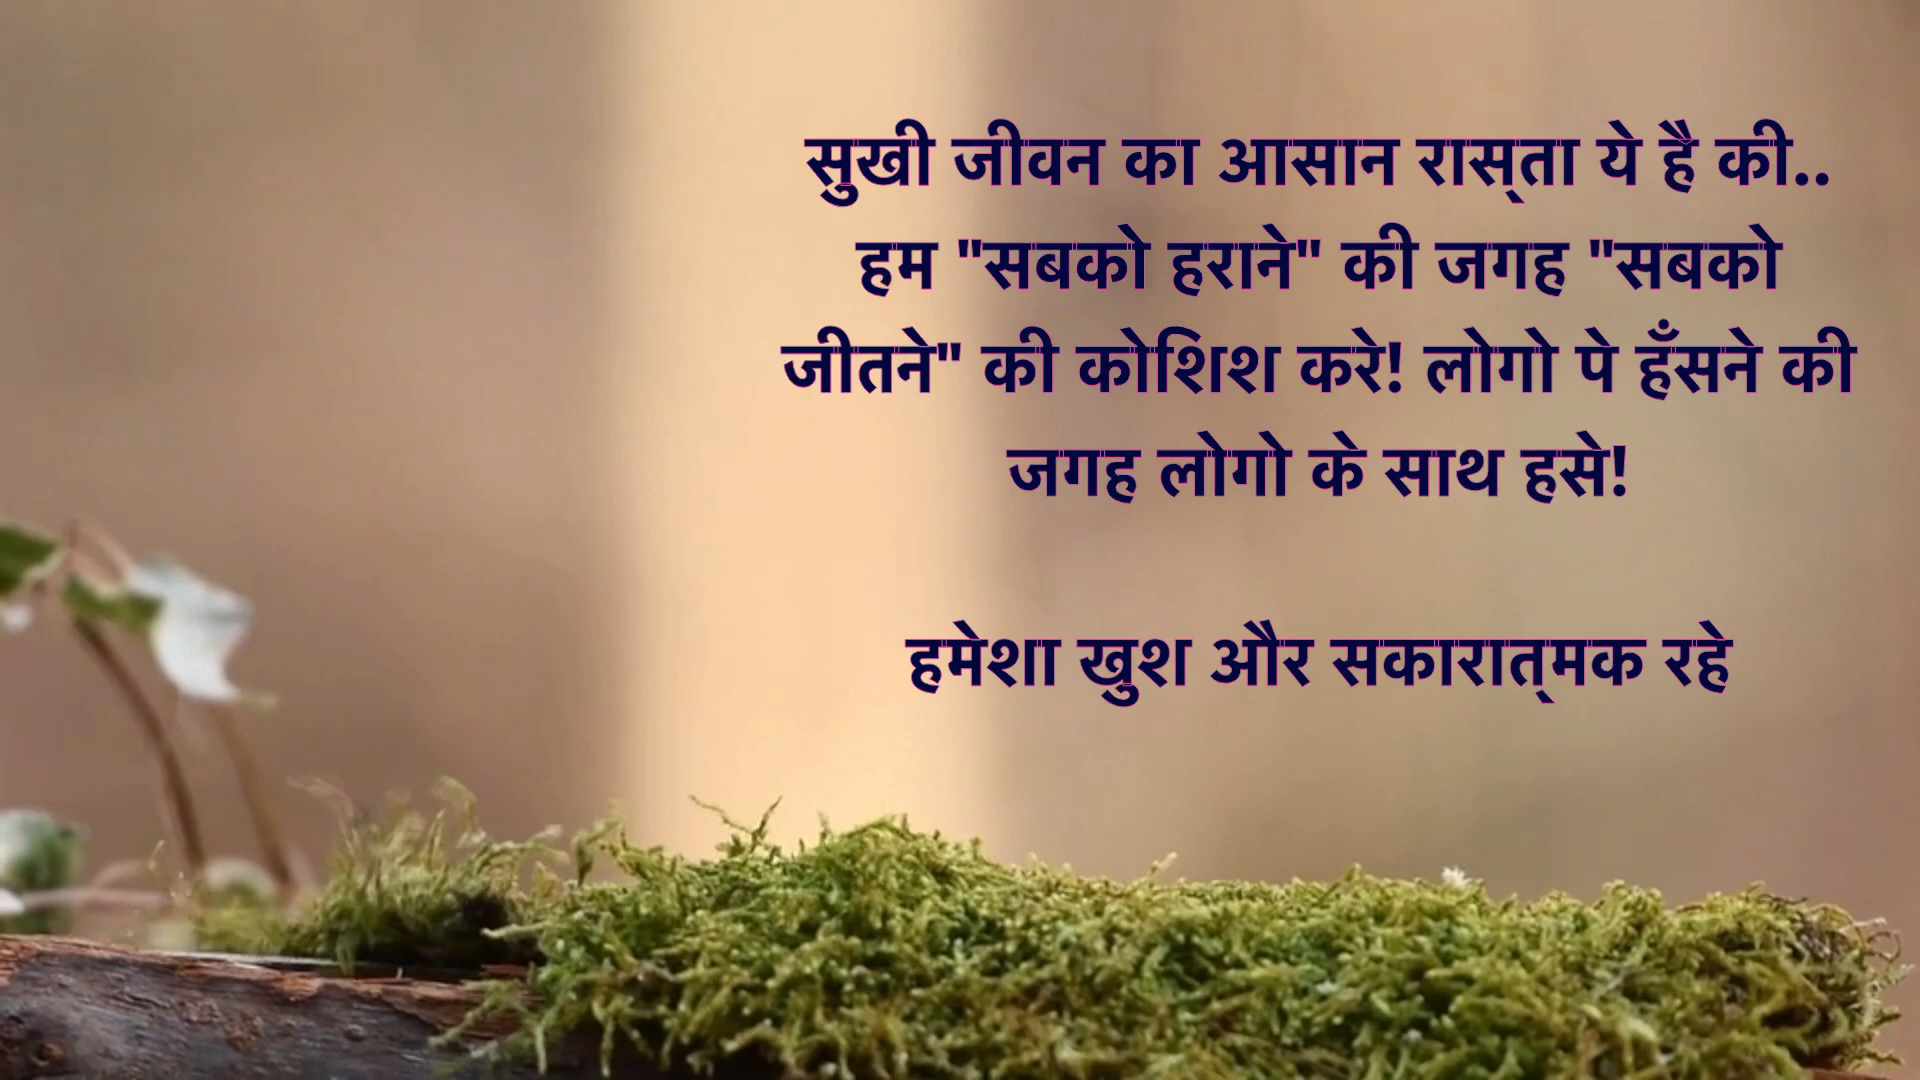 सुखी जीवन का आसान रास्‌ता ये है की..
हम "सबको हराने" की जगह "सबको
जीतने" की कोशिश करे! लोगो पे हँसने की
जगह लोगो के साथ हसे!
हमेशा खुश और सकारात्‌मक रहे